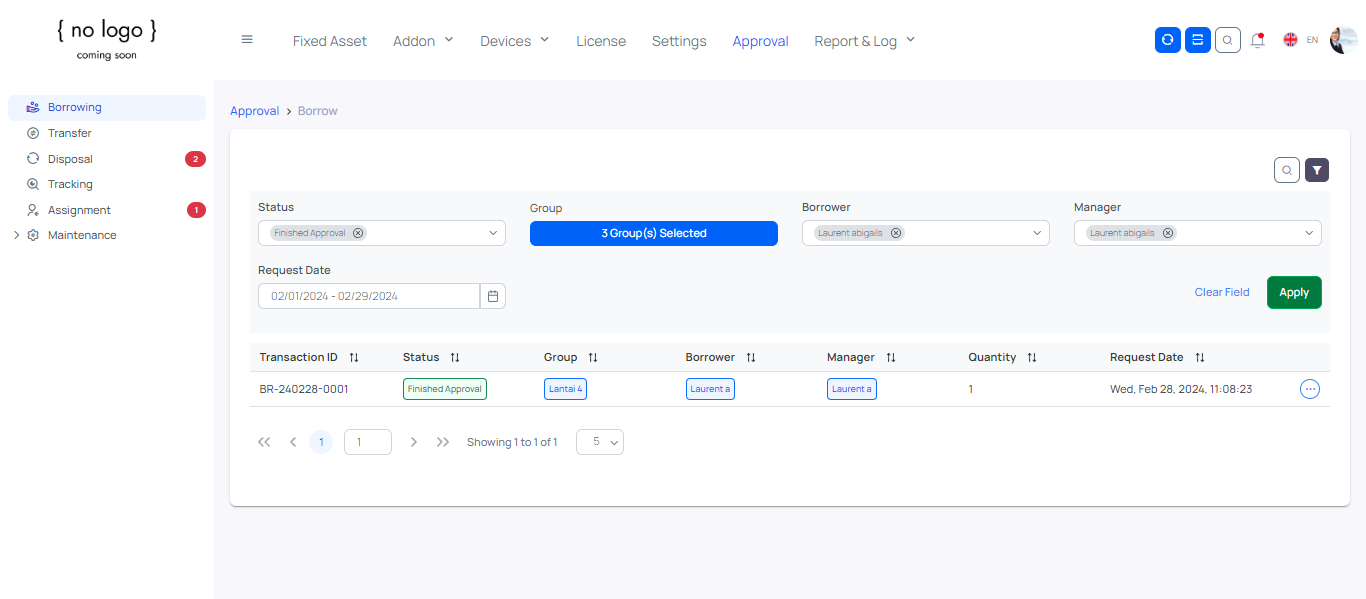 { no logo }
coming soon
Fixed Asset Addon Devices License Settings Approval Report & Log EN
Borrowing
Transfer
Disposal 2
Tracking
Assignment 1
Maintenance
Approval > Borrow
Status Group Borrower Manager
Finished Approval 3 Group(s) Selected Laurent abigails Laurent abigails
Request Date
02/01/2024 - 02/29/2024 Clear Field Apply
Transaction ID Status Group Borrower Manager Quantity Request Date
BR-240228-0001 Finished Approval Lantai 4 Laurent a Laurent a 1 Wed, Feb 28, 2024, 11:08:23
1 1 Showing 1 to 1 of 1 5